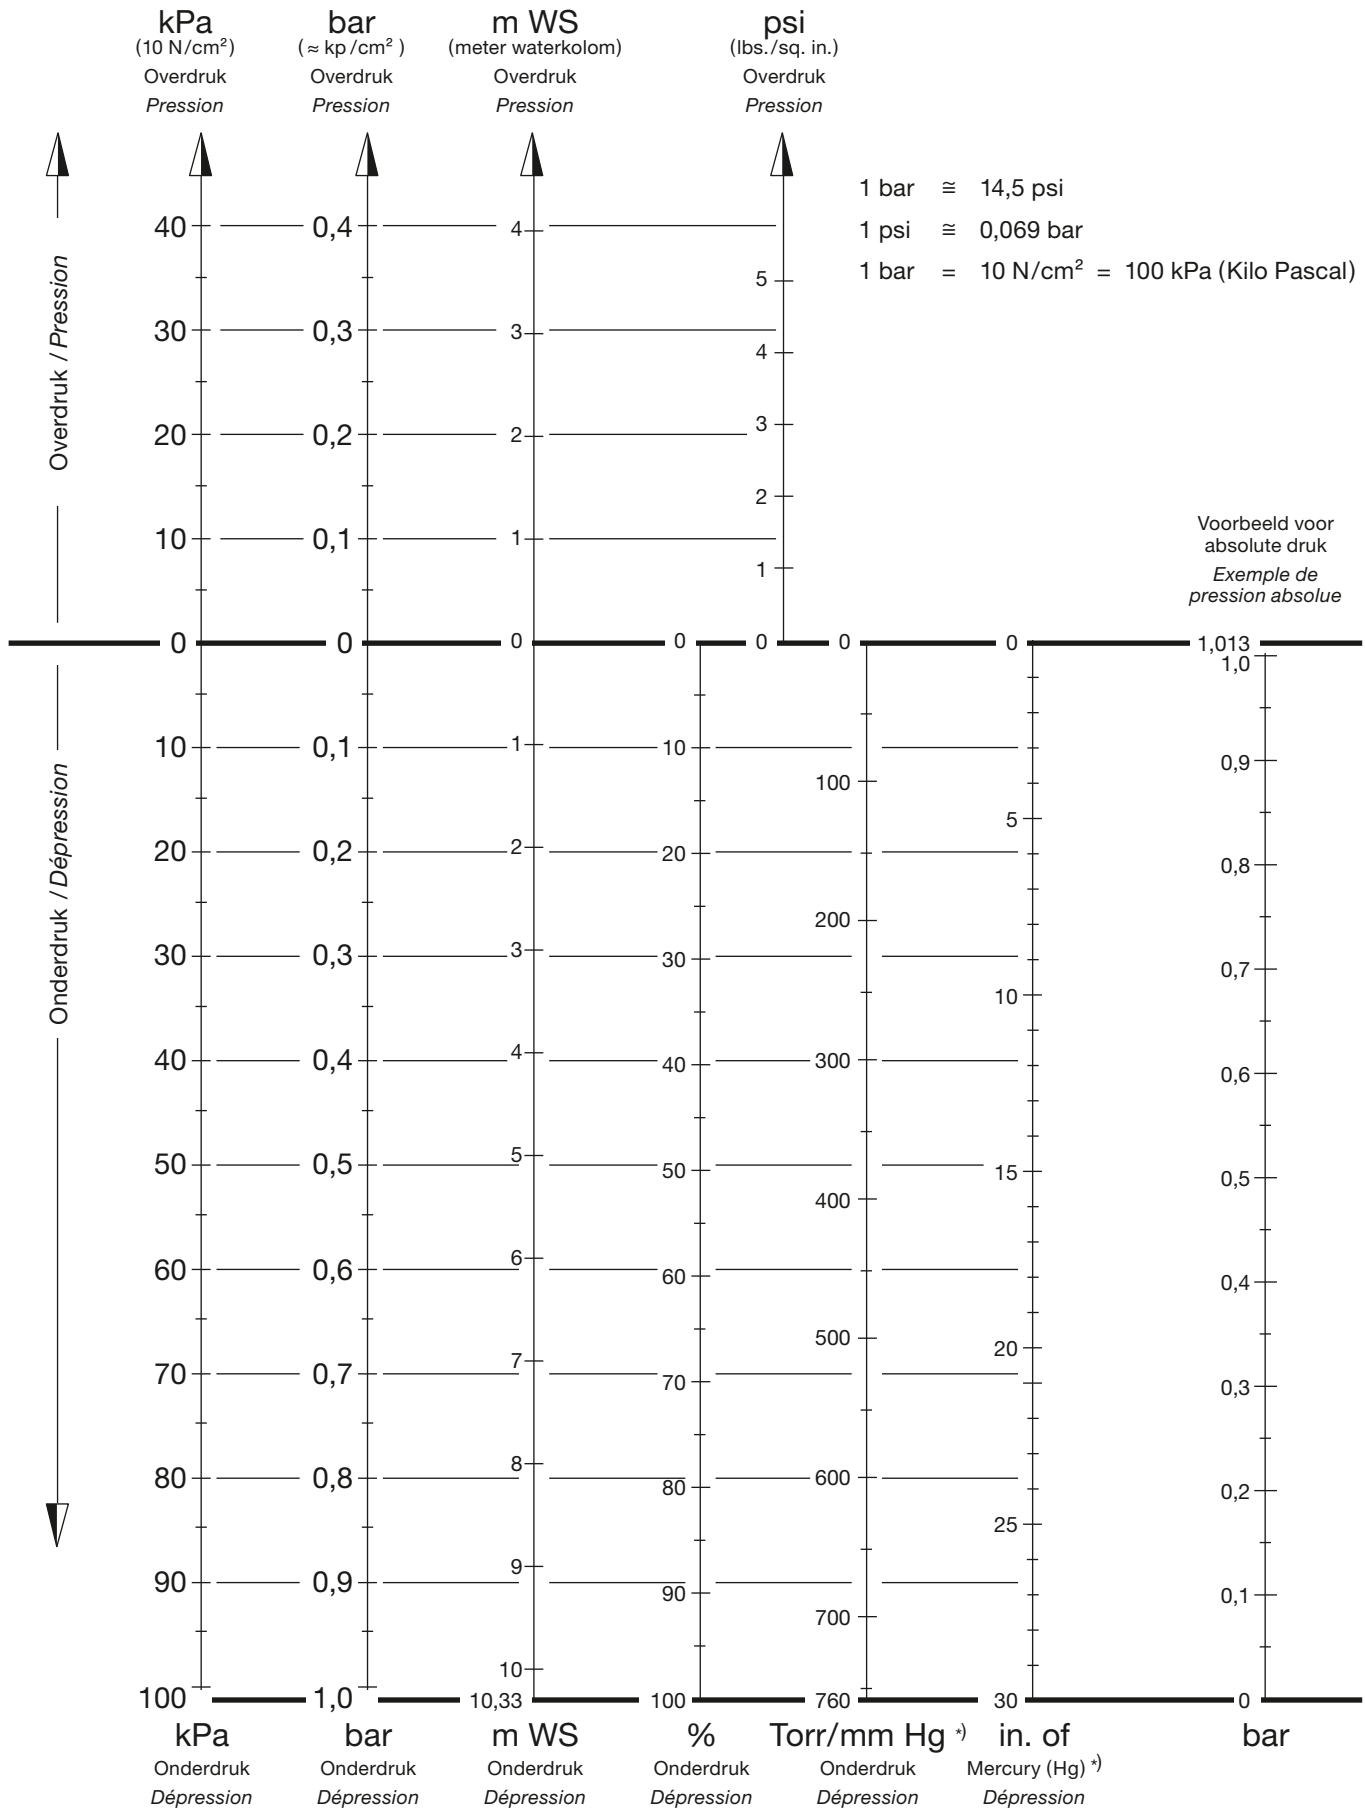 kPa bar m WS psi
(10 N/cm²) (≈ kp/cm²) (meter waterkolom) (lbs./sq. in.)
Overdruk Overdruk Overdruk Overdruk
Pression Pression Pression Pression
1 bar ≅ 14,5 psi
40 0,4 4
1 psi ≅ 0,069 bar
1 bar = 10 N/cm² = 100 kPa (Kilo Pascal)
5
30 0,3 3
4
Overdruk / Pression
20 0,2 2 3
2
Voorbeeld voor
absolute druk
10 0,1 1
1
Exemple de
pression absolue
0 0 0 0 0 0 0 1,013
1,0
10 0,1 1 10
0,9
100
5
20 0,2 2 20
0,8
Onderdruk / Dépression
200
30 0,3 3 30
0,7
10
40 0,4 4 40 300
0,6
50 0,5 5 50 15
0,5
400
60 0,6 6 60
0,4
500
20
70 0,7 7 70
0,3
80 0,8 8 80 600
0,2
25
90 0,9 9 90
0,1
700
10
100 1,0 10,33 100 760 30 0
kPa bar m WS % Torr/mm Hg *) in. of bar
Onderdruk Onderdruk Onderdruk Onderdruk Onderdruk Mercury (Hg) *)
Dépression Dépression Dépression Dépression Dépression Dépression